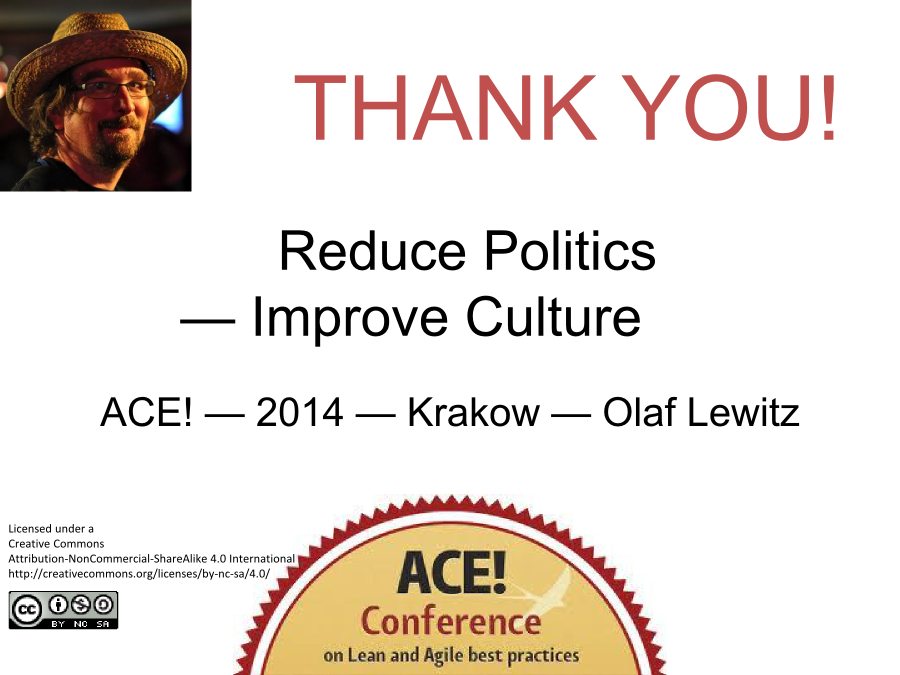 THANK YOU!
Reduce Politics
— Improve Culture
ACE! — 2014 — Krakow — Olaf Lewitz
Licensed under a
Creative Commons
Attribution-NonCommercial-ShareAlike 4.0 International
http://creativecommons.org/licenses/by-nc-sa/4.0/
cc
BY NC SA
ACE!
Conference
on Lean and Agile best practices